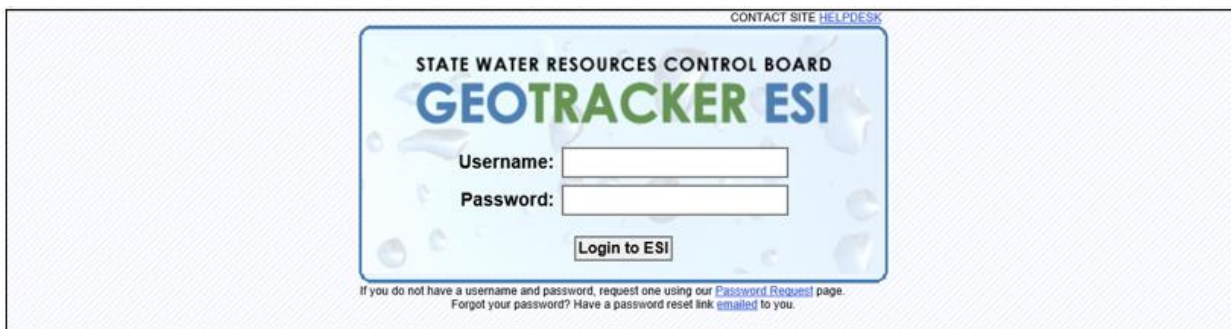 CONTACT SITE HELPDESK
STATE WATER RESOURCES CONTROL BOARD
GEOTRACKER ESI
Username:
Password:
Login to ESI
If you do not have a username and password, request one using our Password Request page.
Forgot your password? Have a password reset link emailed to you.